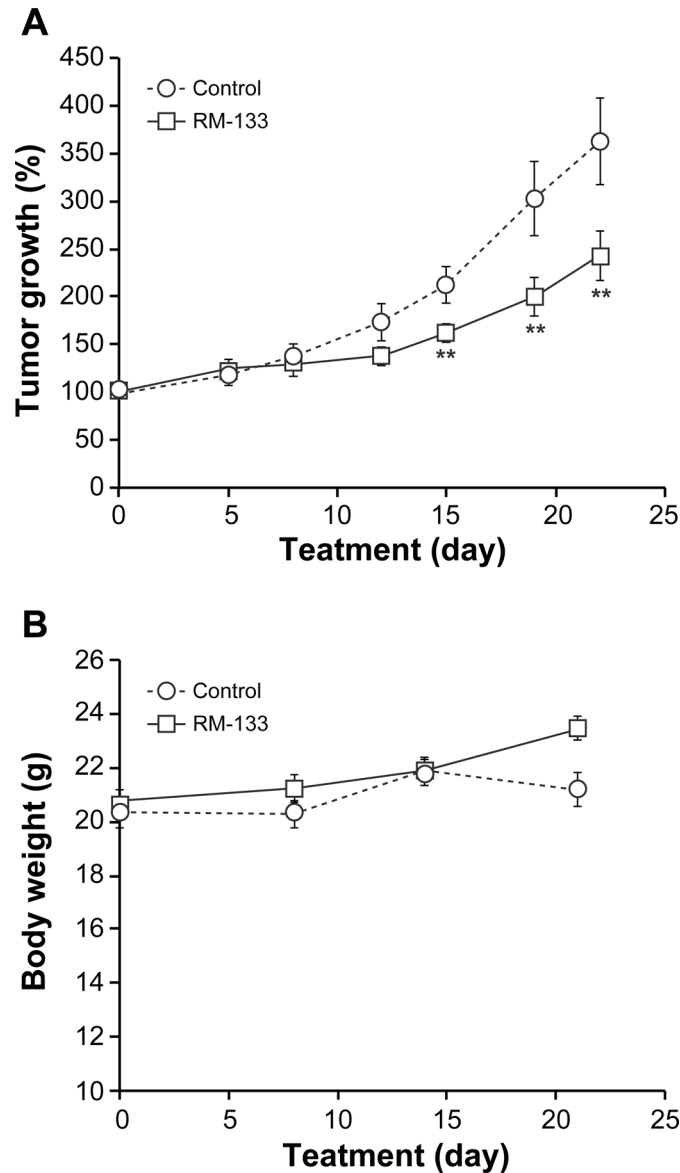 A
Tumor growth (%)
450
400
350
300
250
200
150
100
50
0
Control
RM-133
**
**
**
0 5 10 15 20 25
Teatment (day)
B
Body weight (g)
26
24
22
20
18
16
14
12
10
Control
RM-133
0 5 10 15 20 25
Teatment (day)